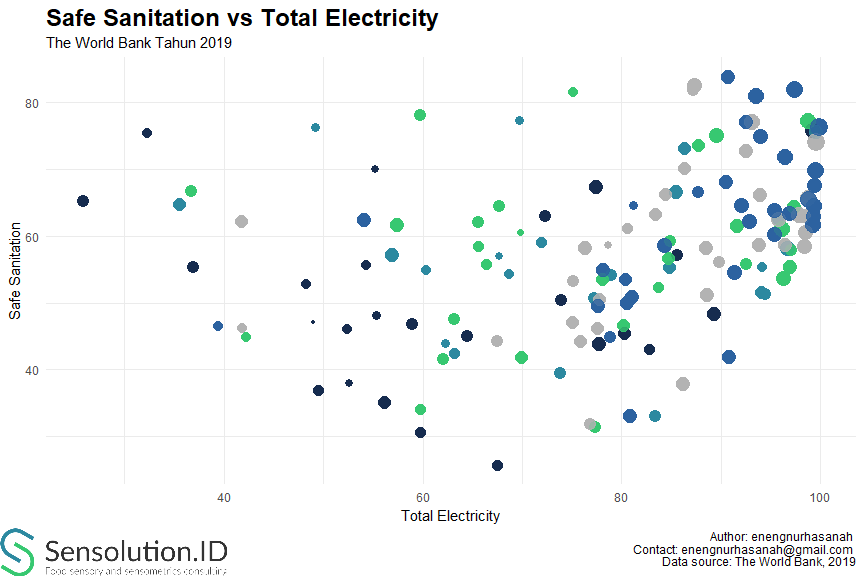 Safe Sanitation vs Total Electricity
The World Bank Tahun 2019
80
60
40
Safe Sanitation
40 60 80 100
Total Electricity
Sensolution.ID
Food sensory and sensometrics consulting
Author: enengnurhasanah
Contact: enengnurhasanah@gmail.com
Data source: The World Bank, 2019